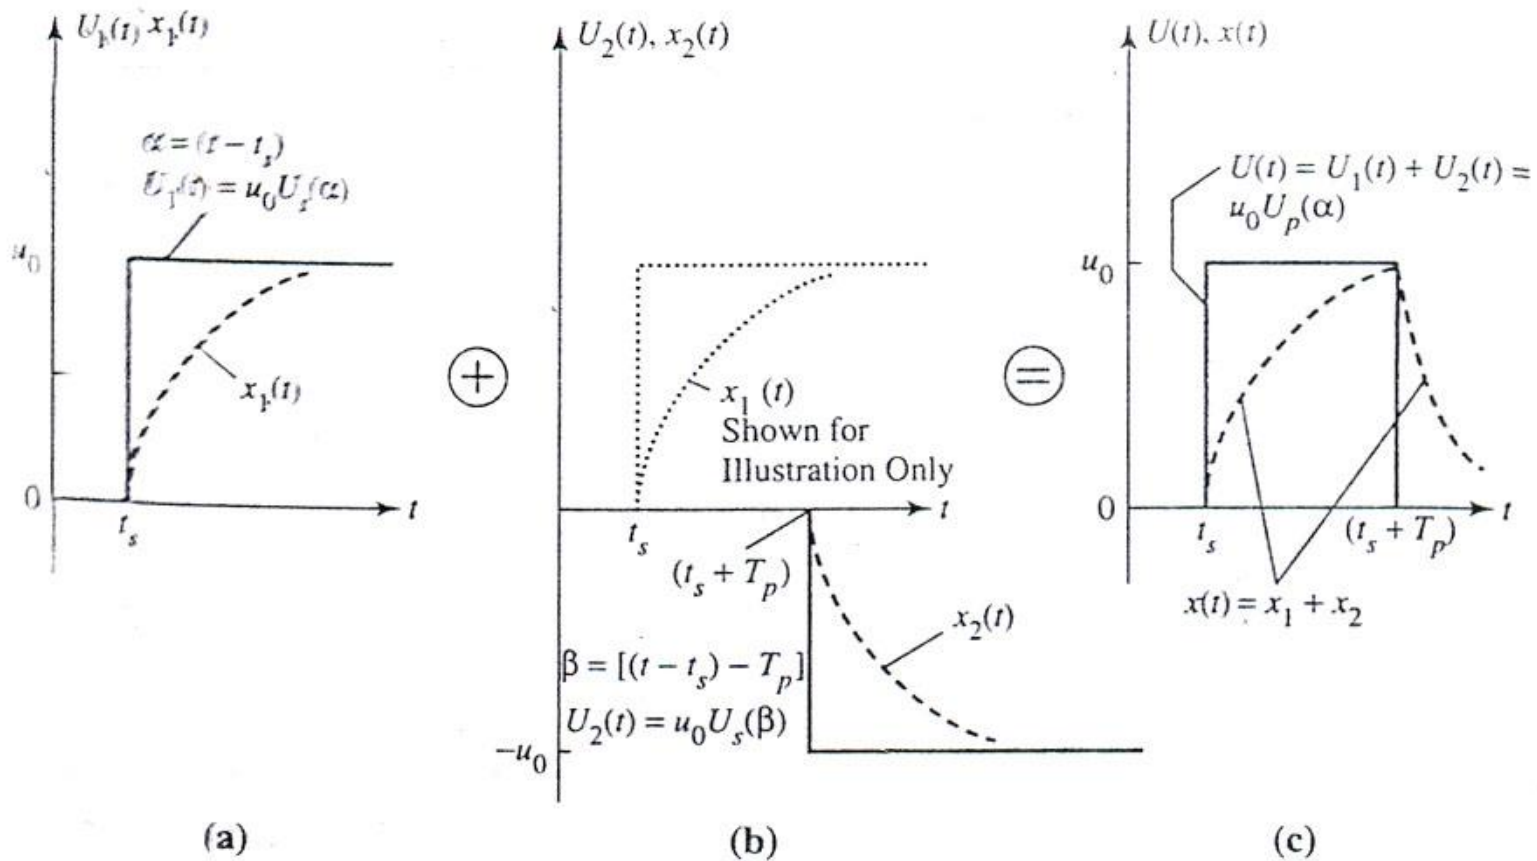 U₁(t) x₁(t)
α = (t − tₛ)
U₁(t) = u₀Uₛ(α)
u₀
x₁(t)
0
tₛ
t
(a)
+
U₂(t), x₂(t)
x₁ (t)
Shown for
Illustration Only
t
tₛ
(tₛ + Tₚ)
x₂(t)
β = [(t − tₛ) − Tₚ]
U₂(t) = u₀Uₛ(β)
−u₀
(b)
=
U(t), x(t)
U(t) = U₁(t) + U₂(t) =
u₀Uₚ(α)
u₀
0
tₛ
(tₛ + Tₚ)
t
x(t) = x₁ + x₂
(c)